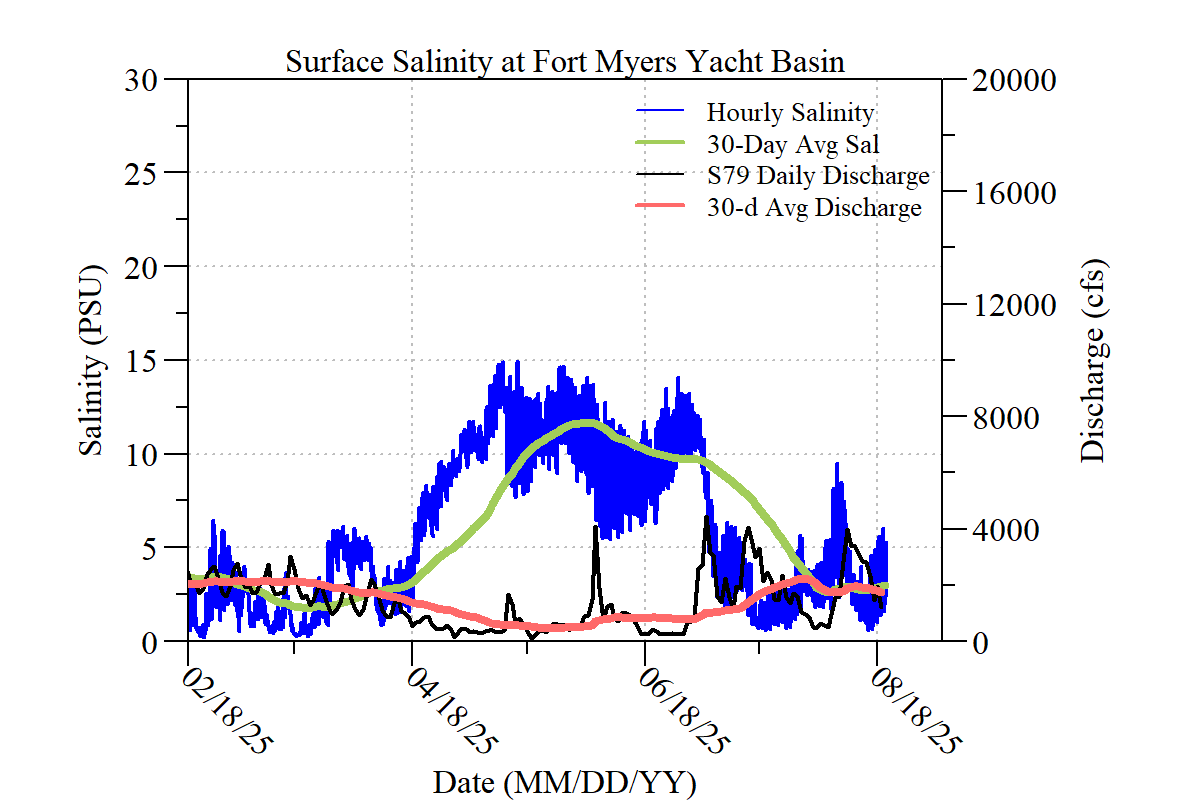 Surface Salinity at Fort Myers Yacht Basin
30
25
20
15
10
5
0
Salinity (PSU)
Hourly Salinity
30-Day Avg Sal
S79 Daily Discharge
30-d Avg Discharge
20000
16000
12000
8000
4000
0
Discharge (cfs)
02/18/25
04/18/25
06/18/25
08/18/25
Date (MM/DD/YY)